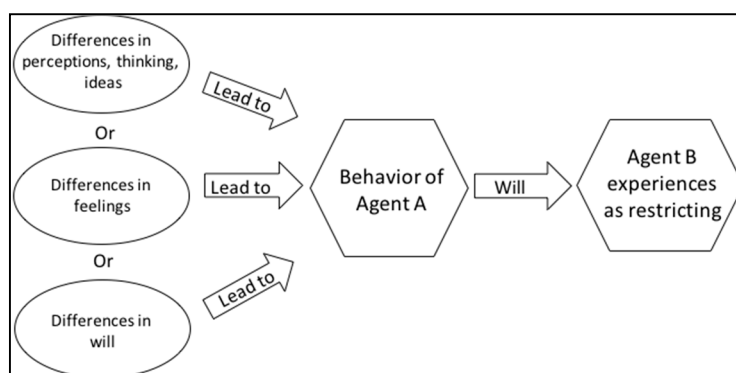 Differences in
perceptions, thinking,
ideas
Lead to
Or
Differences in
feelings
Lead to
Or
Differences in
will
Lead to
Behavior of
Agent A
Will
Agent B
experiences
as restricting